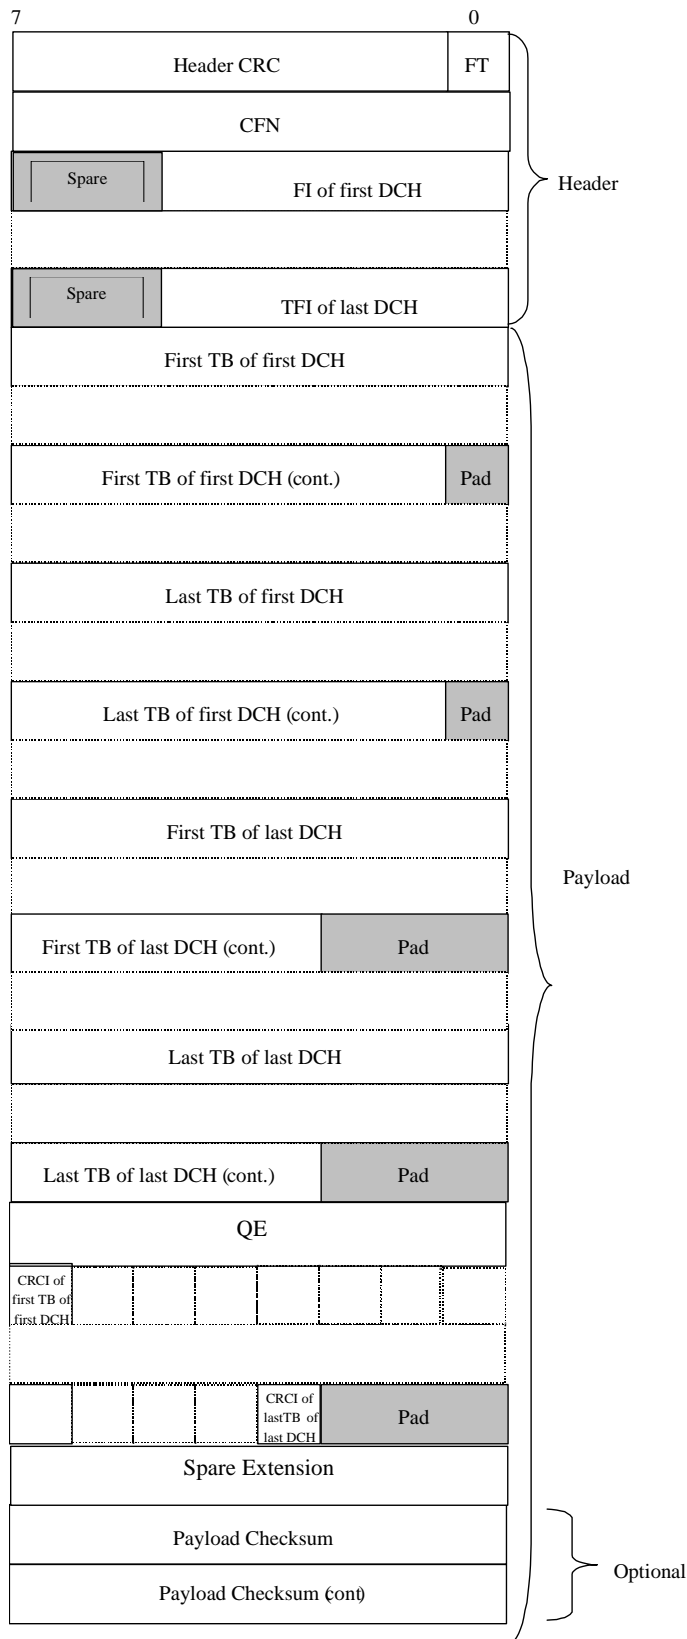 7 0
Header CRC FT
CFN
Spare FI of first DCH
Header
Spare TFI of last DCH
First TB of first DCH
First TB of first DCH (cont.) Pad
Last TB of first DCH
Last TB of first DCH (cont.) Pad
First TB of last DCH
Payload
First TB of last DCH (cont.) Pad
Last TB of last DCH
Last TB of last DCH (cont.) Pad
QE
CRCI of
first TB of
first DCH
CRCI of
lastTB of
last DCH
Pad
Spare Extension
Payload Checksum
Optional
Payload Checksum (cont)